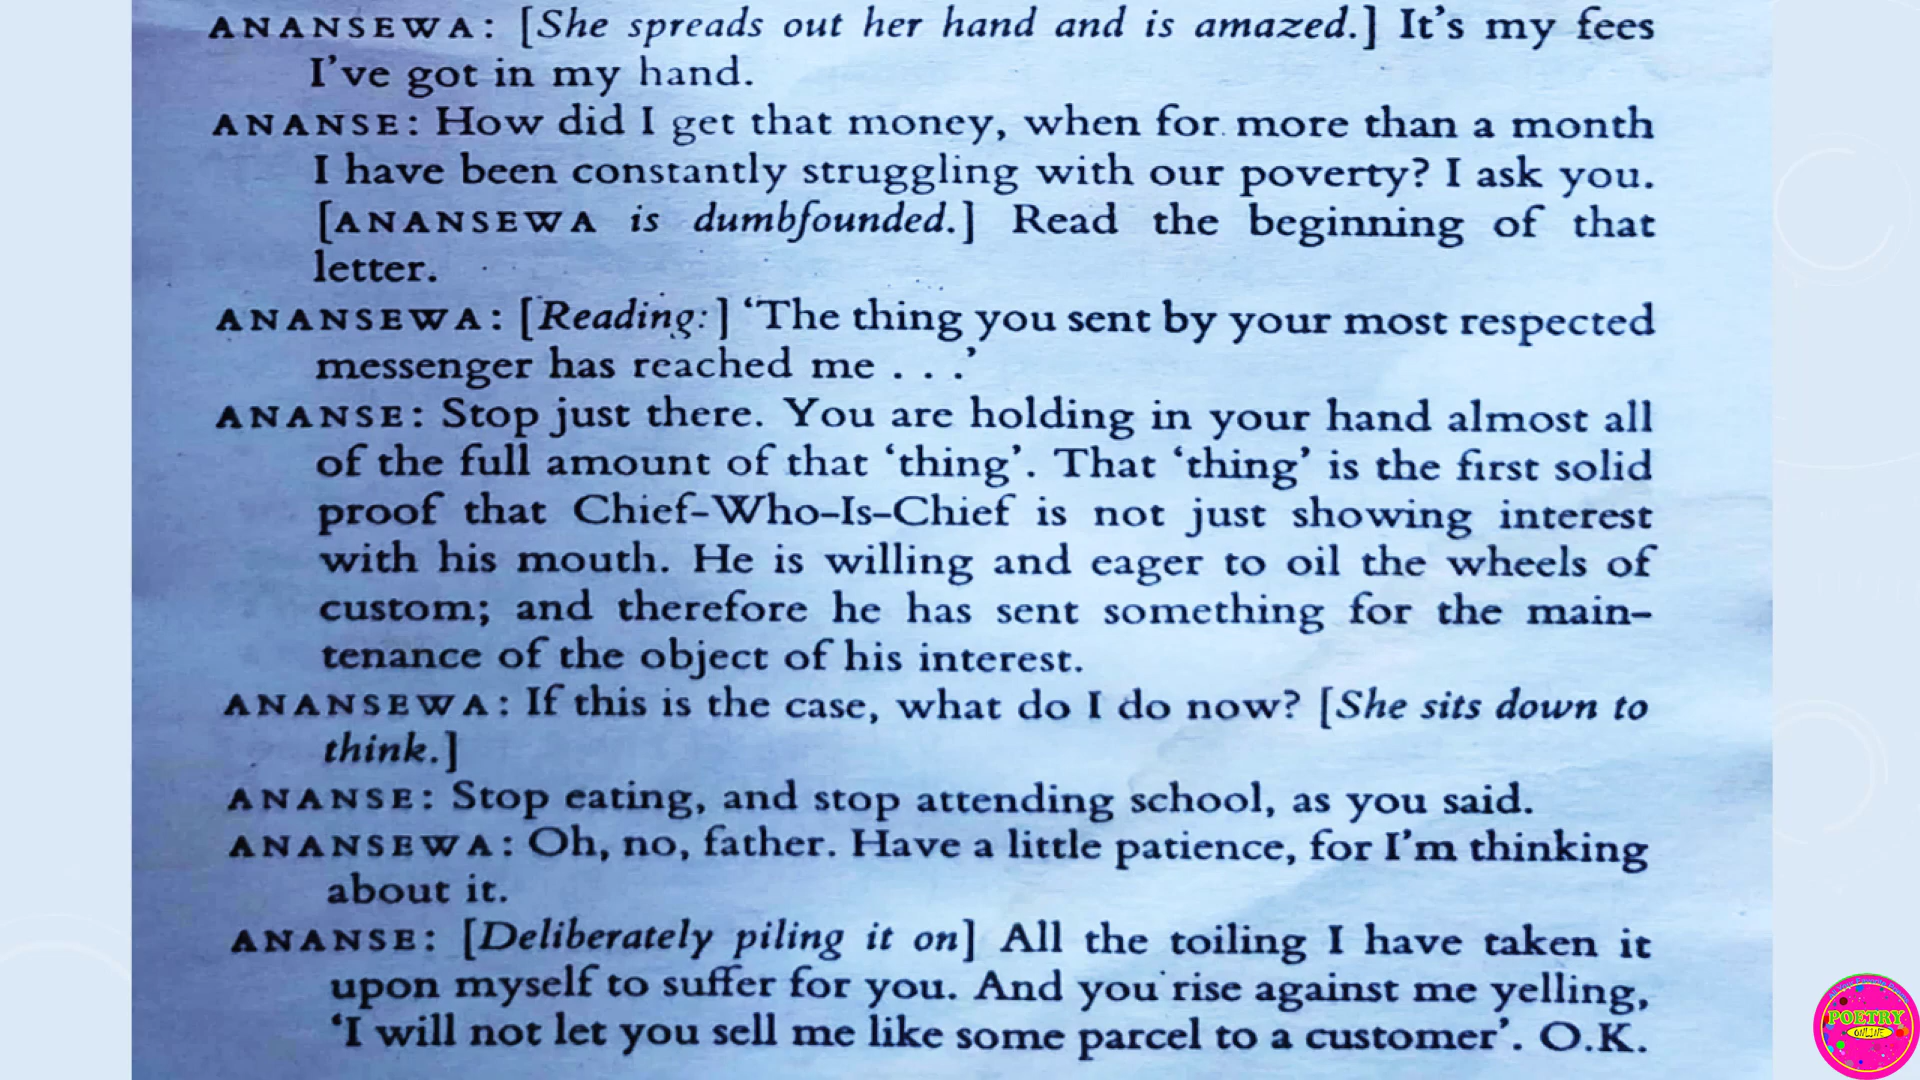 ANANSEWA: [She spreads out her hand and is amazed.] It's my fees
I've got in my hand.
ANANSE: How did I get that money, when for more than a month
I have been constantly struggling with our poverty? I ask you.
[ANANSEWA is dumbfounded.] Read the beginning of that
letter.
ANANSEWA: [Reading:] ‘The thing you sent by your most respected
messenger has reached me . . .’
ANANSE: Stop just there. You are holding in your hand almost all
of the full amount of that ‘thing’. That ‘thing’ is the first solid
proof that Chief-Who-Is-Chief is not just showing interest
with his mouth. He is willing and eager to oil the wheels of
custom; and therefore he has sent something for the main-
tenance of the object of his interest.
ANANSEWA: If this is the case, what do I do now? [She sits down to
think.]
ANANSE: Stop eating, and stop attending school, as you said.
ANANSEWA: Oh, no, father. Have a little patience, for I'm thinking
about it.
ANANSE: [Deliberately piling it on] All the toiling I have taken it
upon myself to suffer for you. And you rise against me yelling,
‘I will not let you sell me like some parcel to a customer’. O.K.
POETRY
ONLINE